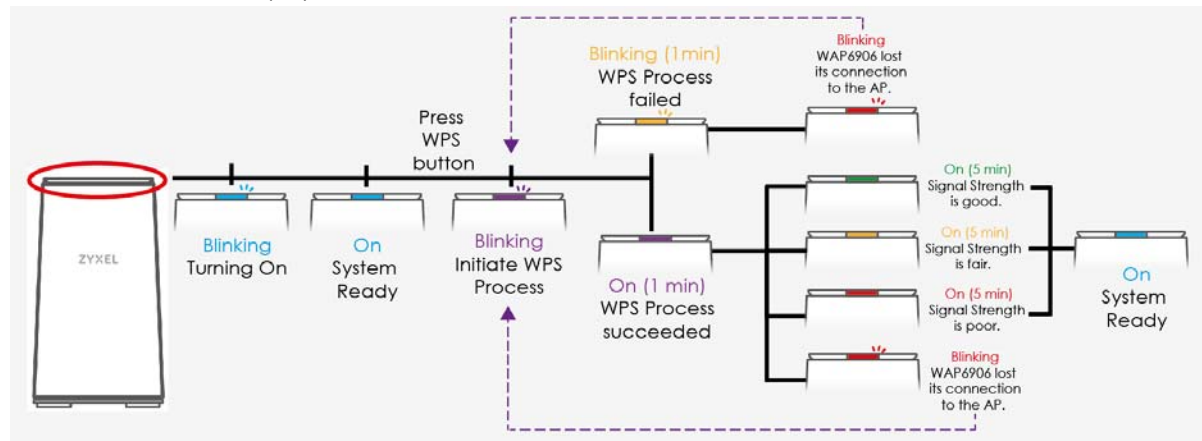 ZYXEL
Blinking
Turning On
On
System
Ready
Press
WPS
button
Blinking
Initiate WPS
Process
Blinking (1min)
WPS Process
failed
Blinking
WAP6906 lost
its connection
to the AP.
On (1 min)
WPS Process
succeeded
On (5 min)
Signal Strength
is good.
On (5 min)
Signal Strength
is fair.
On (5 min)
Signal Strength
is poor.
Blinking
WAP6906 lost
its connection
to the AP.
On
System
Ready